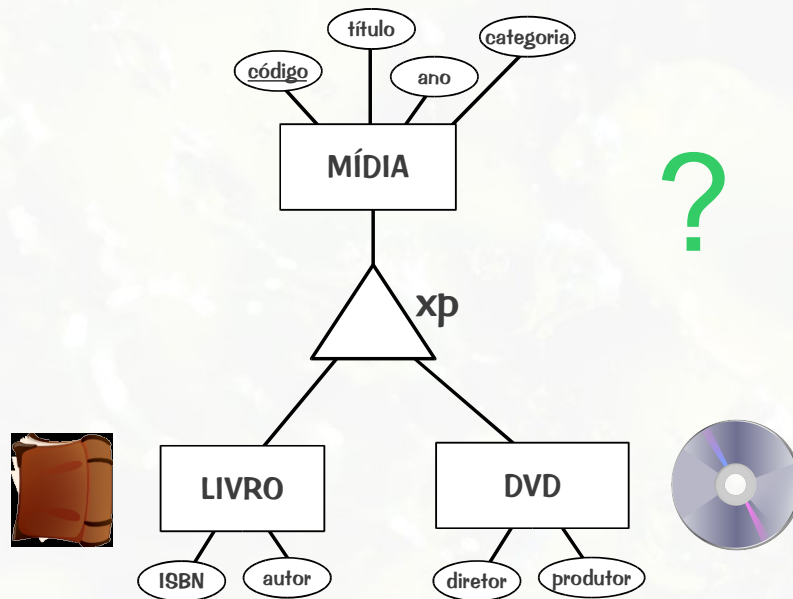 título
categoria
código
ano
MÍDIA
?
xp
LIVRO
DVD
ISBN
autor
diretor
produtor